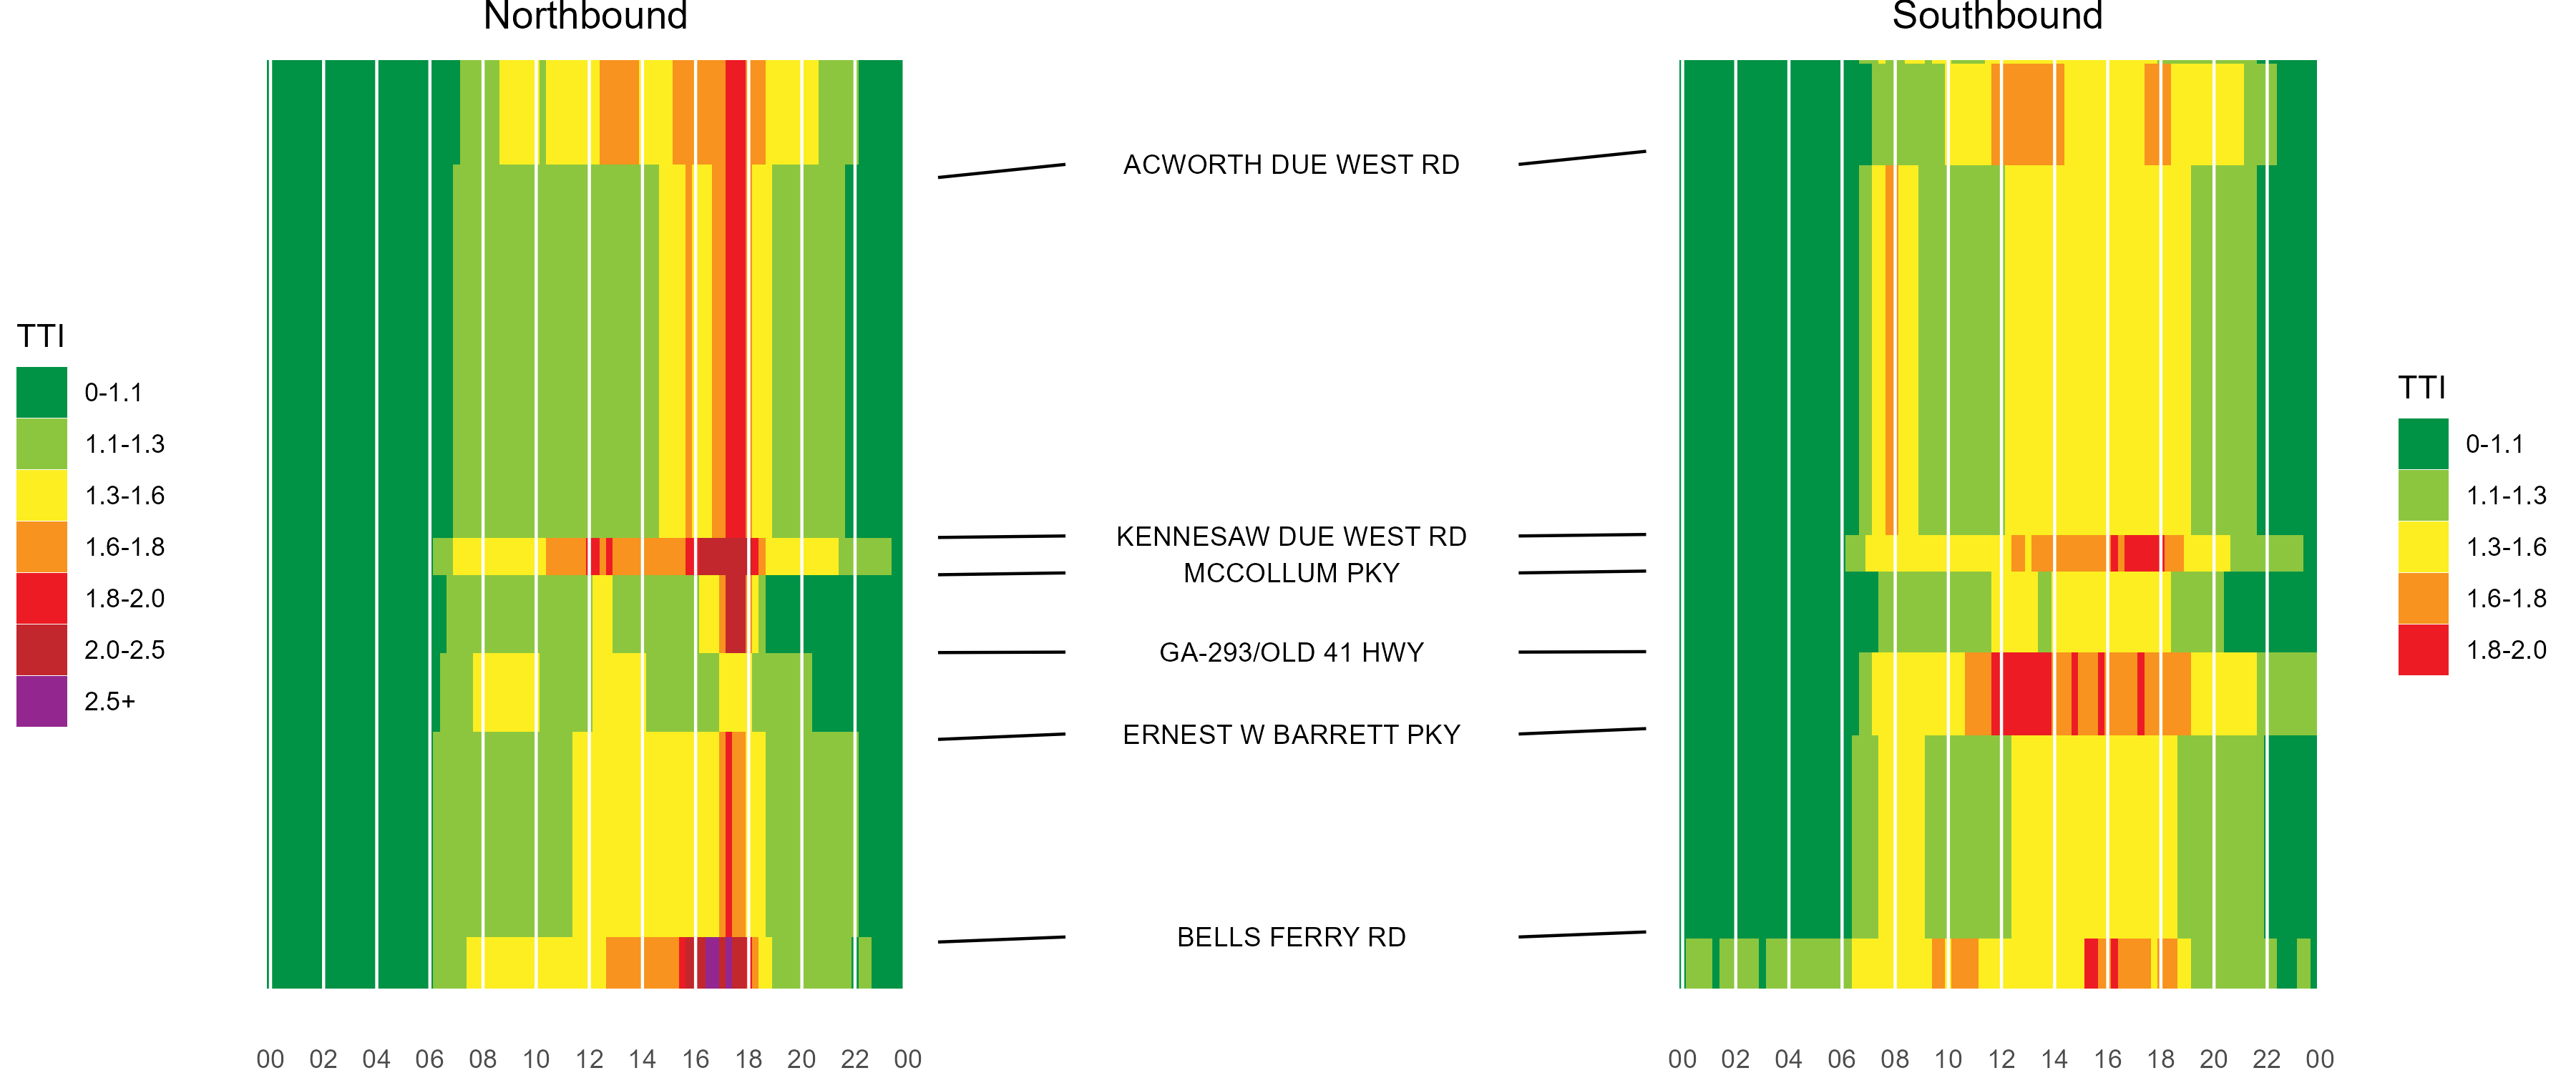 Northbound
Southbound
TTI
0-1.1
1.1-1.3
1.3-1.6
1.6-1.8
1.8-2.0
2.0-2.5
2.5+
ACWORTH DUE WEST RD
KENNESAW DUE WEST RD
MCCOLLUM PKY
GA-293/OLD 41 HWY
ERNEST W BARRETT PKY
BELLS FERRY RD
TTI
0-1.1
1.1-1.3
1.3-1.6
1.6-1.8
1.8-2.0
00 02 04 06 08 10 12 14 16 18 20 22 00
00 02 04 06 08 10 12 14 16 18 20 22 00